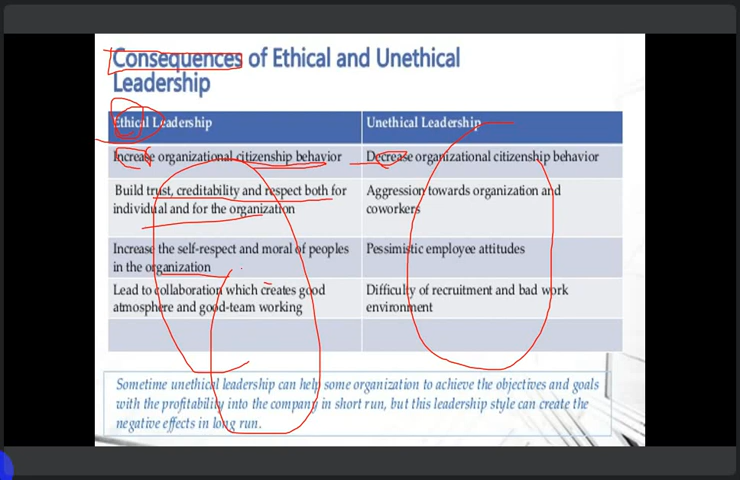 Consequences of Ethical and Unethical
Leadership
Ethical Leadership
Unethical Leadership
Increase organizational citizenship behavior
Decrease organizational citizenship behavior
Build trust, creditability and respect both for
individual and for the organization
Aggression towards organization and
coworkers
Increase the self-respect and moral of peoples
in the organization
Pessimistic employee attitudes
Lead to collaboration which creates good
atmosphere and good-team working
Difficulty of recruitment and bad work
environment
Sometime unethical leadership can help some organization to achieve the objectives and goals
with the profitability into the company in short run, but this leadership style can create the
negative effects in long run.